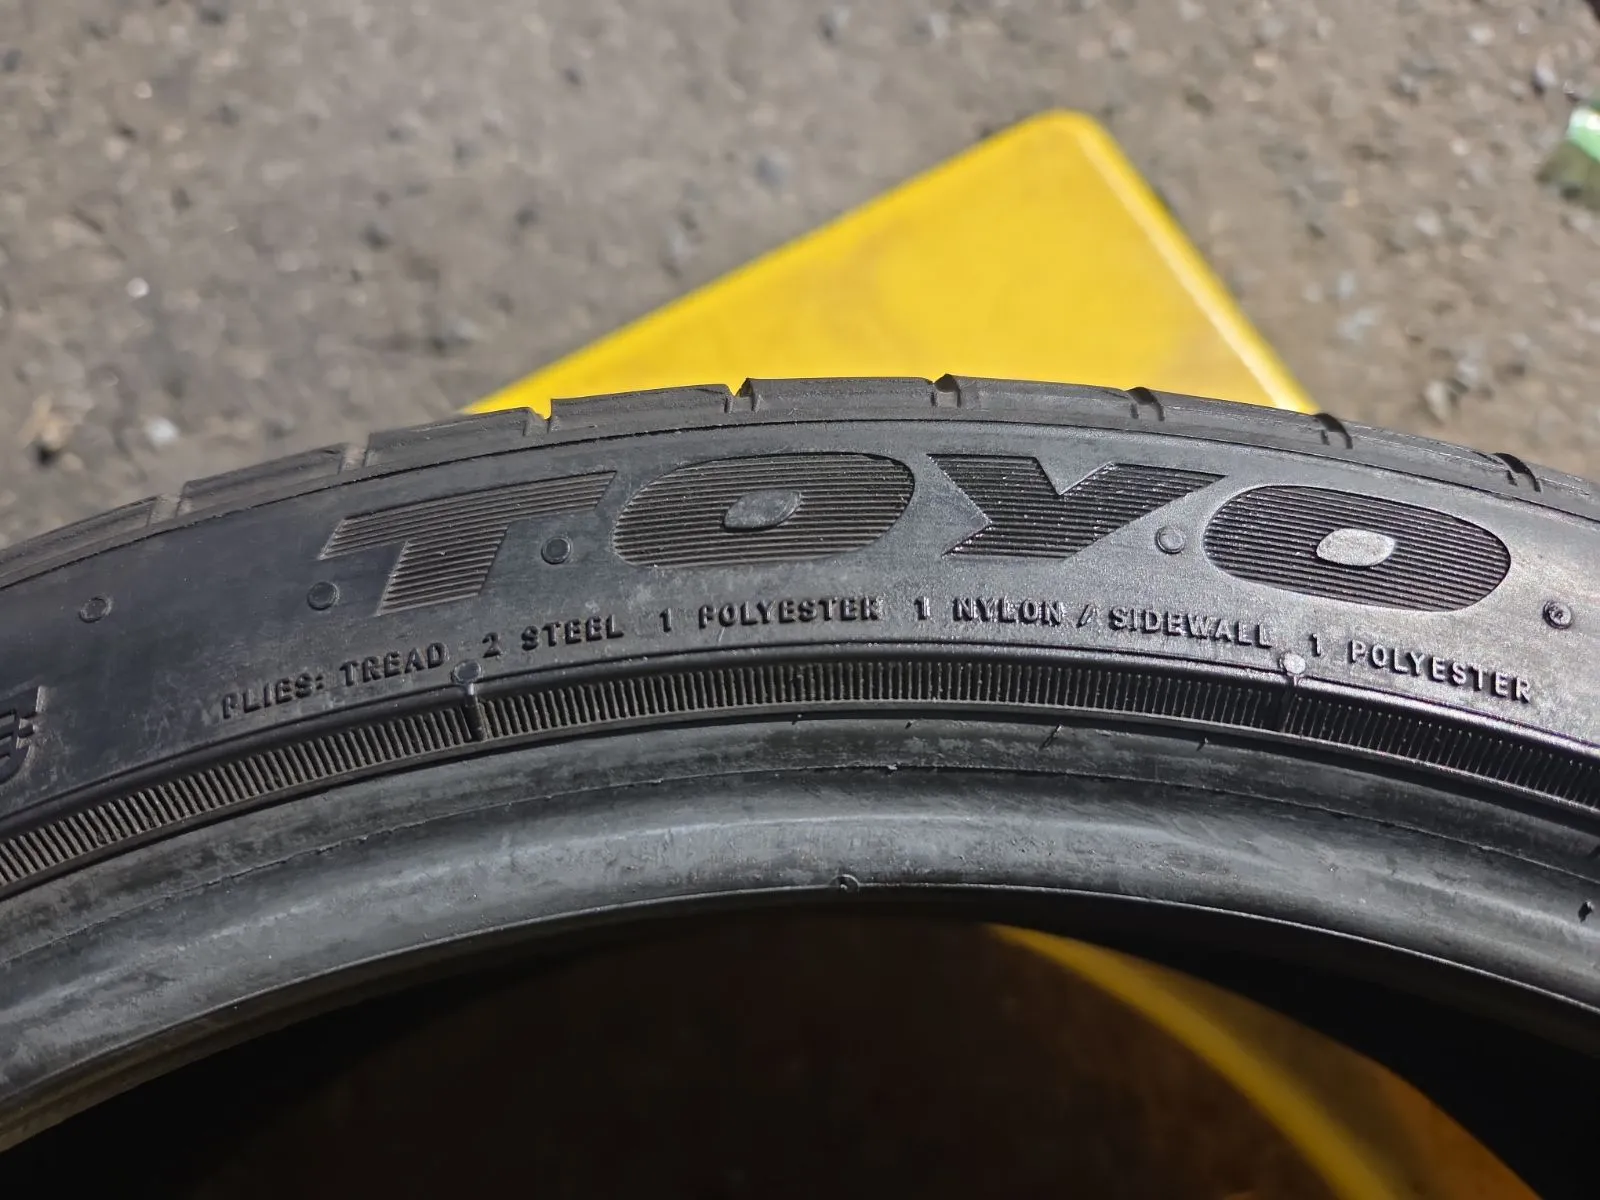 TOYO
PLIES: TREAD 2 STEEL 1 POLYESTER 1 NYLON / SIDEWALL 1 POLYESTER